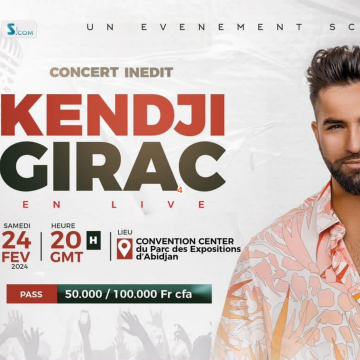 S.COM
UN EVENEMENT SC
CONCERT INEDIT
KENDJI
GIRAC
4
EN LIVE
SAMEDI
24
FEV
2024
HEURE
20 H
GMT
LIEU
CONVENTION CENTER
du Parc des Expositions
d'Abidjan
PASS 50.000 / 100.000 Fr cfa